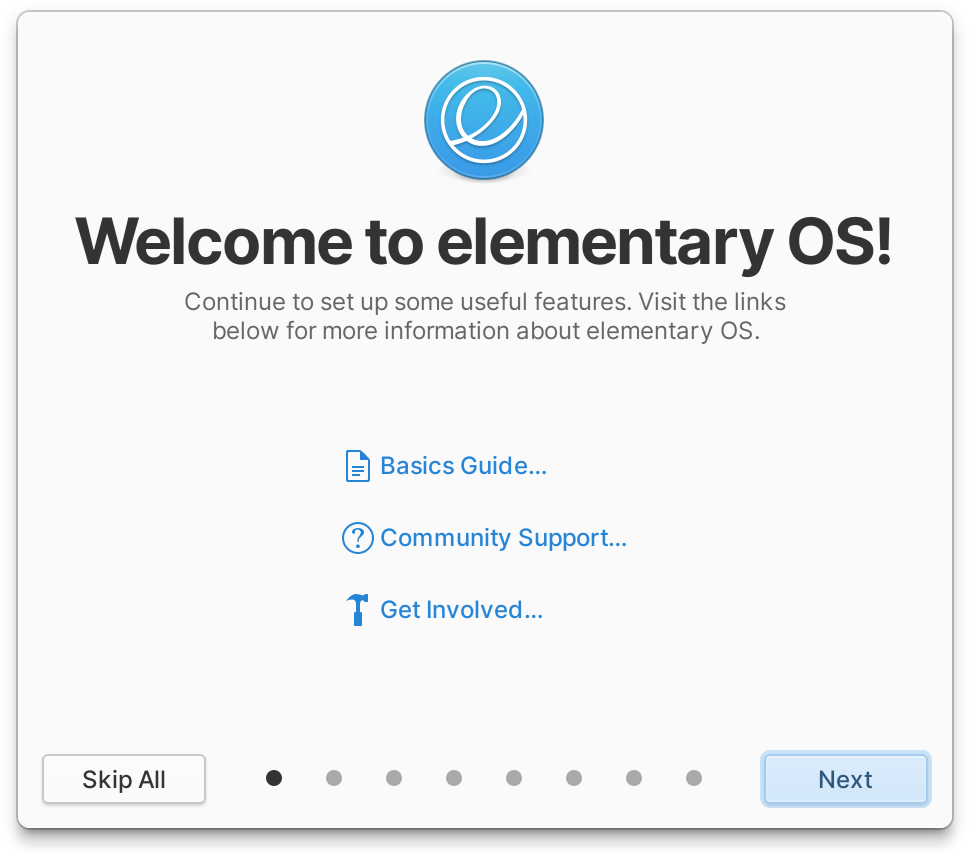 Welcome to elementary OS!
Continue to set up some useful features. Visit the links
below for more information about elementary OS.
Basics Guide…
Community Support…
Get Involved…
Skip All
Next